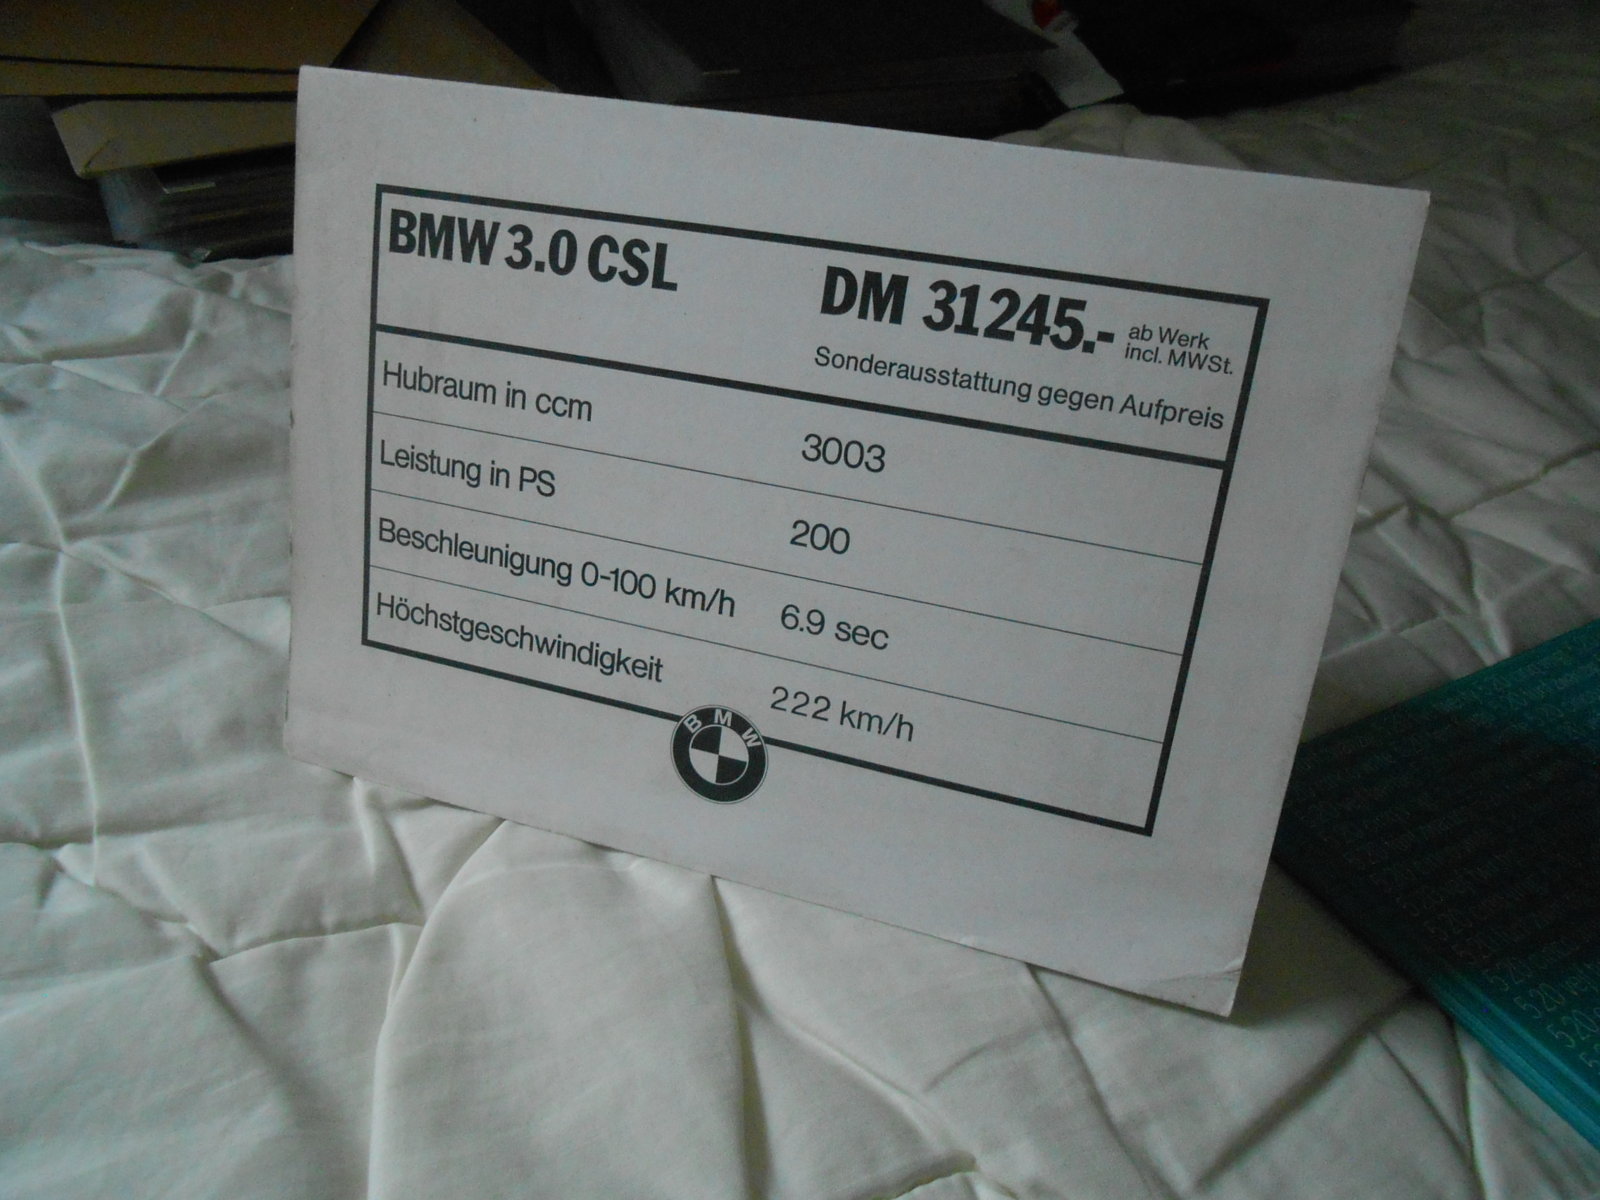 BMW 3.0 CSL
DM 31245.- ab Werk incl. MWSt.
Sonderausstattung gegen Aufpreis
Hubraum in ccm 3003
Leistung in PS 200
Beschleunigung 0-100 km/h 6.9 sec
Höchstgeschwindigkeit 222 km/h
BMW